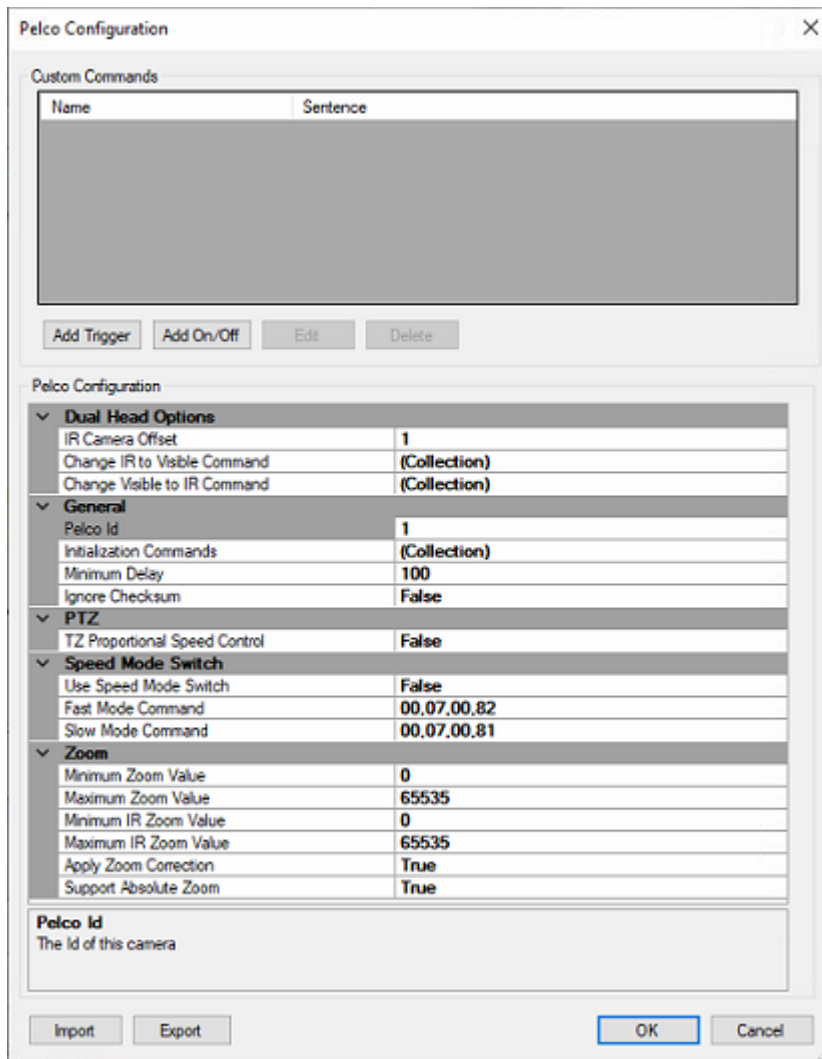 Pelco Configuration
Custom Commands
Name Sentence
Add Trigger Add On/Off Edit Delete
Pelco Configuration
Dual Head Options
IR Camera Offset 1
Change IR to Visible Command (Collection)
Change Visible to IR Command (Collection)
General
Pelco Id 1
Initialization Commands (Collection)
Minimum Delay 100
Ignore Checksum False
PTZ
TZ Proportional Speed Control False
Speed Mode Switch
Use Speed Mode Switch False
Fast Mode Command 00,07,00,82
Slow Mode Command 00,07,00,81
Zoom
Minimum Zoom Value 0
Maximum Zoom Value 65535
Minimum IR Zoom Value 0
Maximum IR Zoom Value 65535
Apply Zoom Correction True
Support Absolute Zoom True
Pelco Id
The Id of this camera
Import Export OK Cancel